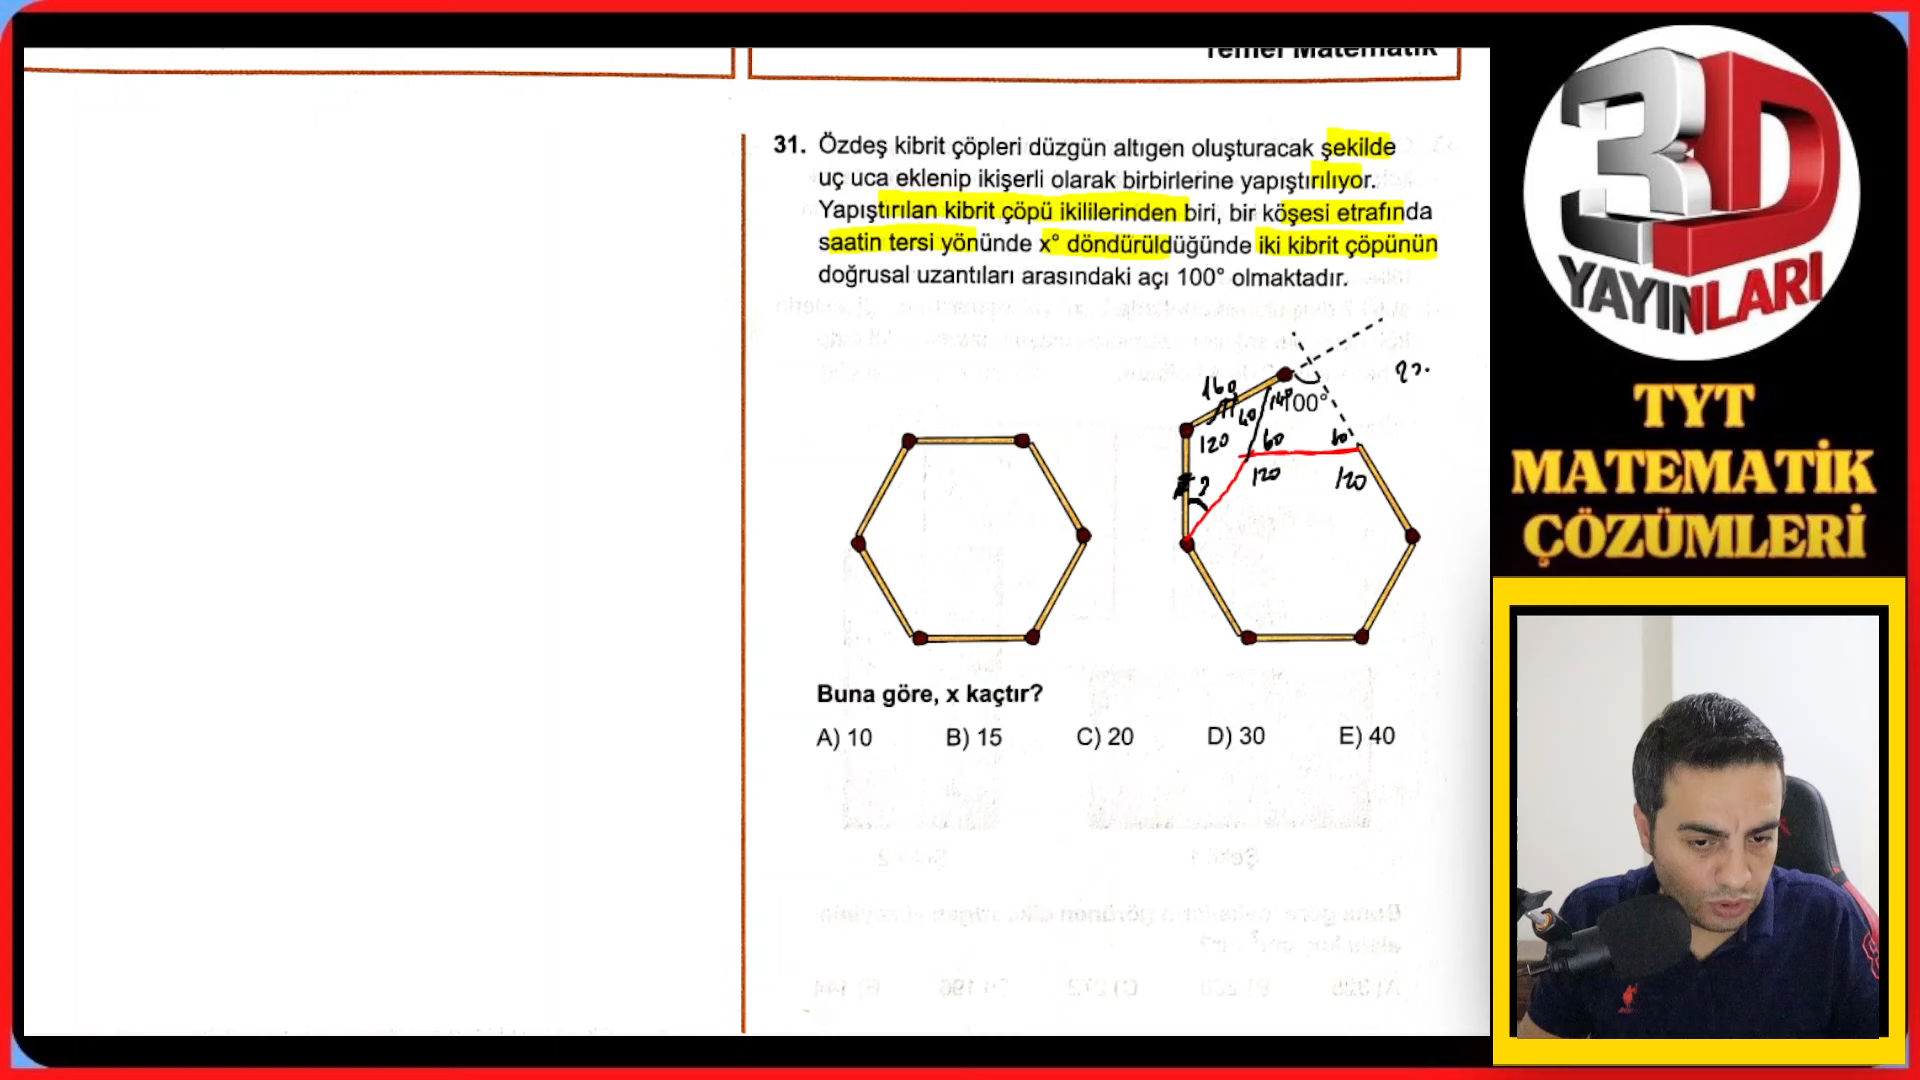 Temel Matematik
31. Özdeş kibrit çöpleri düzgün altıgen oluşturacak şekilde
uç uca eklenip ikişerli olarak birbirlerine yapıştırılıyor.
Yapıştırılan kibrit çöpü ikililerinden biri, bir köşesi etrafında
saatin tersi yönünde x° döndürüldüğünde iki kibrit çöpünün
doğrusal uzantıları arasındaki açı 100° olmaktadır.
160
40
140
100°
120
60
60
120
120
?
Buna göre, x kaçtır?
A) 10 B) 15 C) 20 D) 30 E) 40
3D
YAYINLARI
TYT
MATEMATİK
ÇÖZÜMLERİ